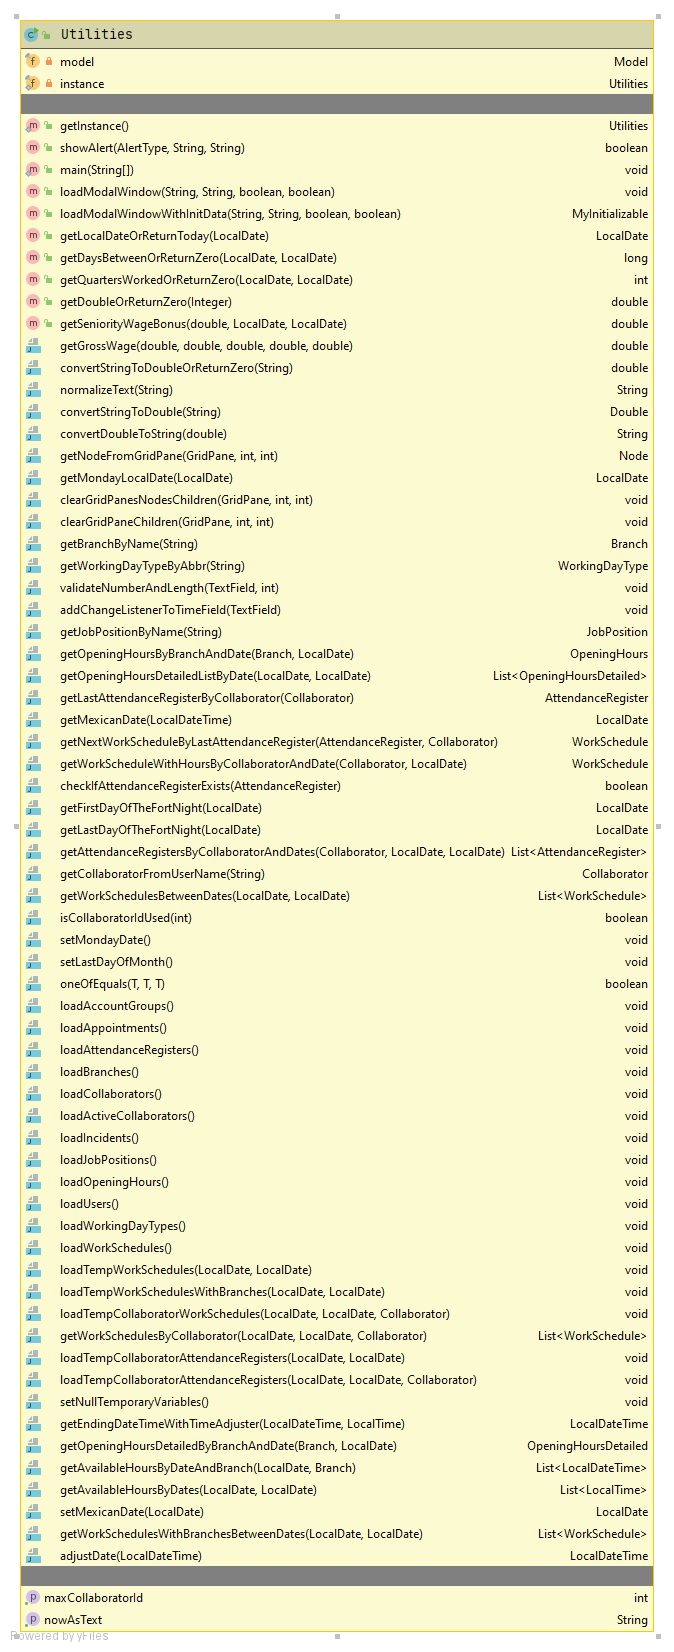 Utilities
model Model
instance Utilities
getInstance() Utilities
showAlert(AlertType, String, String) boolean
main(String[]) void
loadModalWindow(String, String, boolean, boolean) void
loadModalWindowWithInitData(String, String, boolean, boolean) MyInitializable
getLocalDateOrReturnToday(LocalDate) LocalDate
getDaysBetweenOrReturnZero(LocalDate, LocalDate) long
getQuartersWorkedOrReturnZero(LocalDate, LocalDate) int
getDoubleOrReturnZero(Integer) double
getSeniorityWageBonus(double, LocalDate, LocalDate) double
getGrossWage(double, double, double, double, double) double
convertStringToDoubleOrReturnZero(String) double
normalizeText(String) String
convertStringToDouble(String) Double
convertDoubleToString(double) String
getNodeFromGridPane(GridPane, int, int) Node
getMondayLocalDate(LocalDate) LocalDate
clearGridPanesNodesChildren(GridPane, int, int) void
clearGridPaneChildren(GridPane, int, int) void
getBranchByName(String) Branch
getWorkingDayTypeByAbbr(String) WorkingDayType
validateNumberAndLength(TextField, int) void
addChangeListenerToTimeField(TextField) void
getJobPositionByName(String) JobPosition
getOpeningHoursByBranchAndDate(Branch, LocalDate) OpeningHours
getOpeningHoursDetailedListByDate(LocalDate, LocalDate) List<OpeningHoursDetailed>
getLastAttendanceRegisterByCollaborator(Collaborator) AttendanceRegister
getMexicanDate(LocalDateTime) LocalDate
getNextWorkScheduleByLastAttendanceRegister(AttendanceRegister, Collaborator) WorkSchedule
getWorkScheduleWithHoursByCollaboratorAndDate(Collaborator, LocalDate) WorkSchedule
checkIfAttendanceRegisterExists(AttendanceRegister) boolean
getFirstDayOfTheFortNight(LocalDate) LocalDate
getLastDayOfTheFortNight(LocalDate) LocalDate
getAttendanceRegistersByCollaboratorAndDates(Collaborator, LocalDate, LocalDate) List<AttendanceRegister>
getCollaboratorFromUserName(String) Collaborator
getWorkSchedulesBetweenDates(LocalDate, LocalDate) List<WorkSchedule>
isCollaboratorIdUsed(int) boolean
setMondayDate() void
setLastDayOfMonth() void
oneOfEquals(T, T, T) boolean
loadAccountGroups() void
loadAppointments() void
loadAttendanceRegisters() void
loadBranches() void
loadCollaborators() void
loadActiveCollaborators() void
loadIncidents() void
loadJobPositions() void
loadOpeningHours() void
loadUsers() void
loadWorkingDayTypes() void
loadWorkSchedules() void
loadTempWorkSchedules(LocalDate, LocalDate) void
loadTempWorkSchedulesWithBranches(LocalDate, LocalDate) void
loadTempCollaboratorWorkSchedules(LocalDate, LocalDate, Collaborator) void
getWorkSchedulesByCollaborator(LocalDate, LocalDate, Collaborator) List<WorkSchedule>
loadTempCollaboratorAttendanceRegisters(LocalDate, LocalDate) void
loadTempCollaboratorAttendanceRegisters(LocalDate, LocalDate, Collaborator) void
setNullTemporaryVariables() void
getEndingDateTimeWithTimeAdjuster(LocalDateTime, LocalTime) LocalDateTime
getOpeningHoursDetailedByBranchAndDate(Branch, LocalDate) OpeningHoursDetailed
getAvailableHoursByDateAndBranch(LocalDate, Branch) List<LocalDateTime>
getAvailableHoursByDates(LocalDate, LocalDate) List<LocalTime>
setMexicanDate(LocalDate) LocalDate
getWorkSchedulesWithBranchesBetweenDates(LocalDate, LocalDate) List<WorkSchedule>
adjustDate(LocalDateTime) LocalDateTime
maxCollaboratorId int
nowAsText String
Powered by yFiles